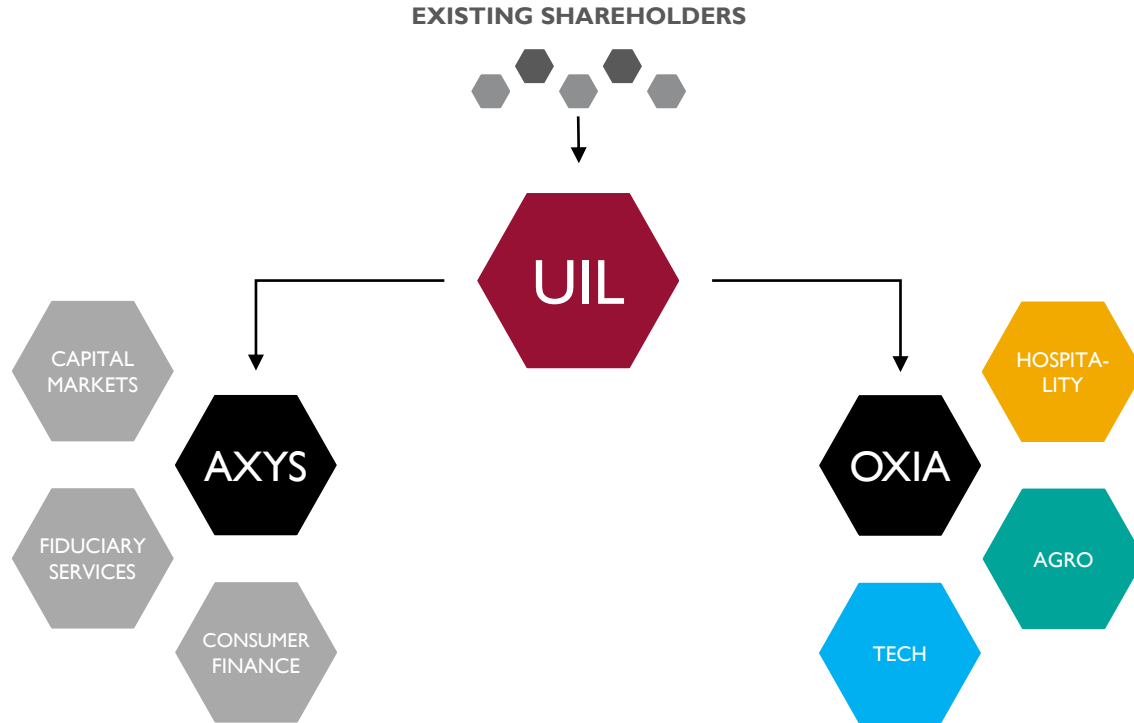 EXISTING SHAREHOLDERS
UIL
CAPITAL
MARKETS
AXYS
FIDUCIARY
SERVICES
CONSUMER
FINANCE
HOSPITA-
LITY
OXIA
AGRO
TECH